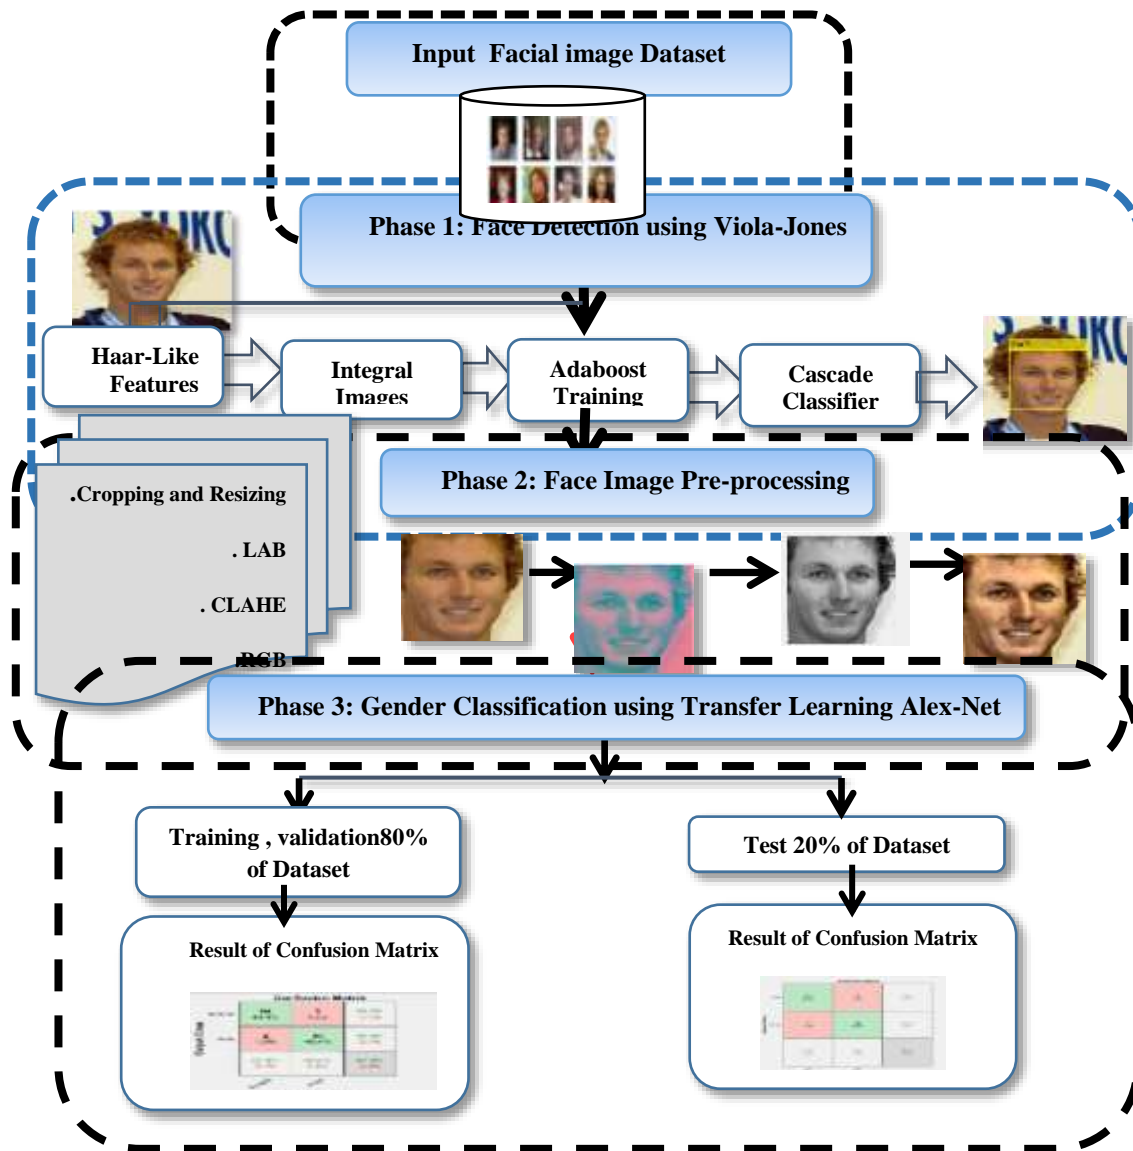 Input Facial image Dataset
Phase 1: Face Detection using Viola-Jones
Haar-Like
Features
Integral
Images
Adaboost
Training
Cascade
Classifier
Phase 2: Face Image Pre-processing
.Cropping and Resizing
. LAB
. CLAHE
.RGB
Phase 3: Gender Classification using Transfer Learning Alex-Net
Training , validation80%
of Dataset
Test 20% of Dataset
Result of Confusion Matrix
Result of Confusion Matrix